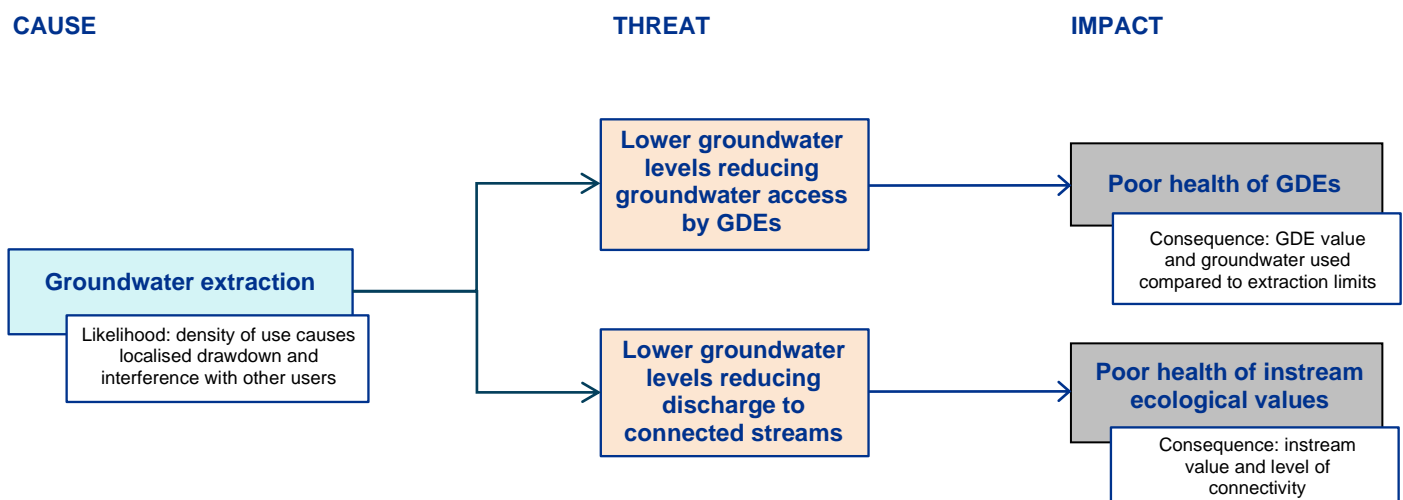 CAUSE
THREAT
IMPACT
Lower groundwater
levels reducing
groundwater access
by GDEs
Poor health of GDEs
Consequence: GDE value
and groundwater used
compared to extraction limits
Groundwater extraction
Likelihood: density of use causes
localised drawdown and
interference with other users
Lower groundwater
levels reducing
discharge to
connected streams
Poor health of instream
ecological values
Consequence: instream
value and level of
connectivity